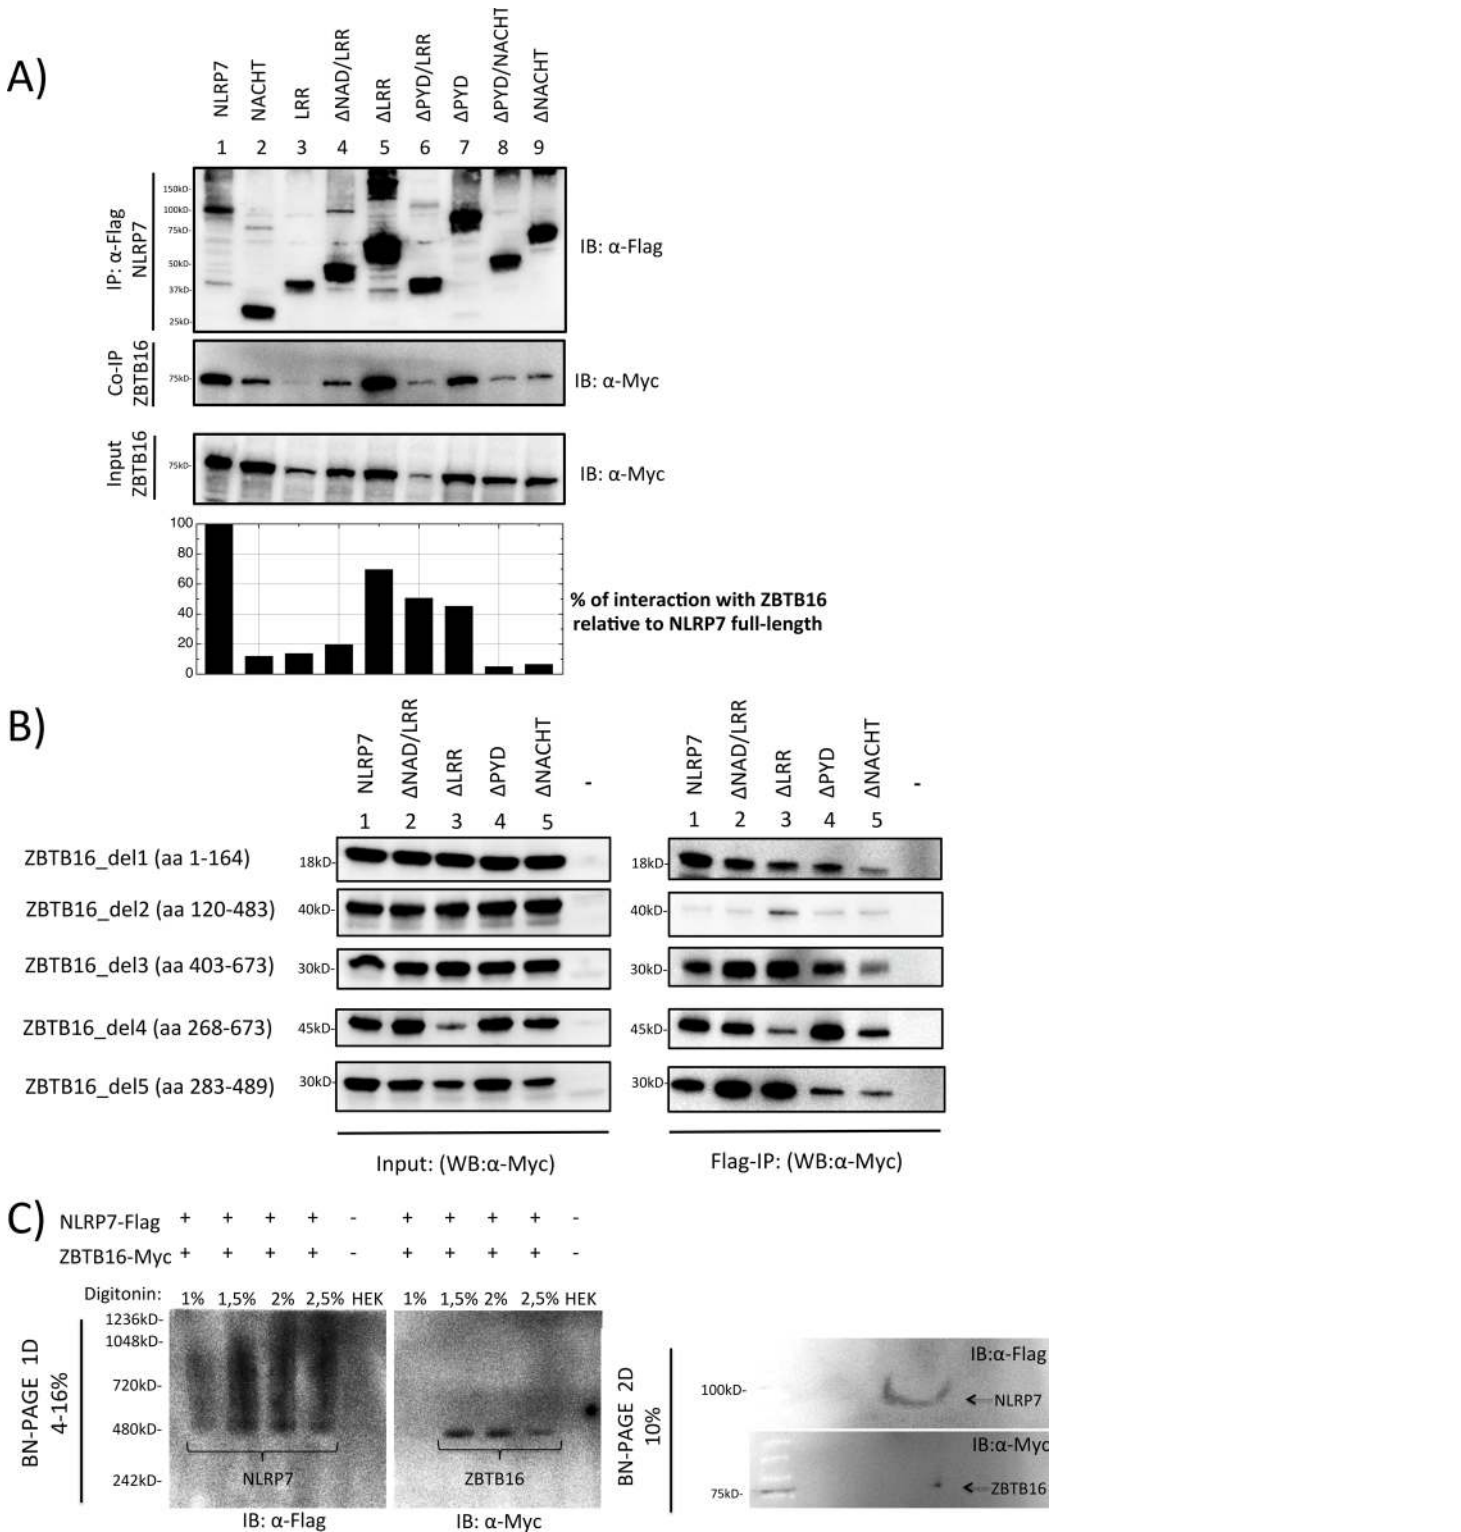 A)
NLRP7
NACHT
LRR
ΔNAD/LRR
ΔLRR
ΔPYD/LRR
ΔPYD
ΔPYD/NACHT
ΔNACHT
1 2 3 4 5 6 7 8 9
IP: α-Flag
NLRP7
150kD-
100kD-
75kD-
50kD-
37kD-
25kD-
IB: α-Flag
Co-IP
ZBTB16
75kD-
IB: α-Myc
Input
ZBTB16
75kD-
IB: α-Myc
100
80
60
40
20
0
% of interaction with ZBTB16
relative to NLRP7 full-length
B)
NLRP7
ΔNAD/LRR
ΔLRR
ΔPYD
ΔNACHT
-
NLRP7
ΔNAD/LRR
ΔLRR
ΔPYD
ΔNACHT
-
1 2 3 4 5
1 2 3 4 5
ZBTB16_del1 (aa 1-164) 18kD- 18kD-
ZBTB16_del2 (aa 120-483) 40kD- 40kD-
ZBTB16_del3 (aa 403-673) 30kD- 30kD-
ZBTB16_del4 (aa 268-673) 45kD- 45kD-
ZBTB16_del5 (aa 283-489) 30kD- 30kD-
Input: (WB:α-Myc)
Flag-IP: (WB:α-Myc)
C)
NLRP7-Flag + + + + - + + + + -
ZBTB16-Myc + + + + - + + + + -
Digitonin: 1% 1,5% 2% 2,5% HEK 1% 1,5% 2% 2,5% HEK
BN-PAGE 1D
4-16%
1236kD-
1048kD-
720kD-
480kD-
242kD-
NLRP7
ZBTB16
IB: α-Flag
IB: α-Myc
BN-PAGE 2D
10%
IB:α-Flag
100kD-
NLRP7
IB:α-Myc
75kD-
ZBTB16